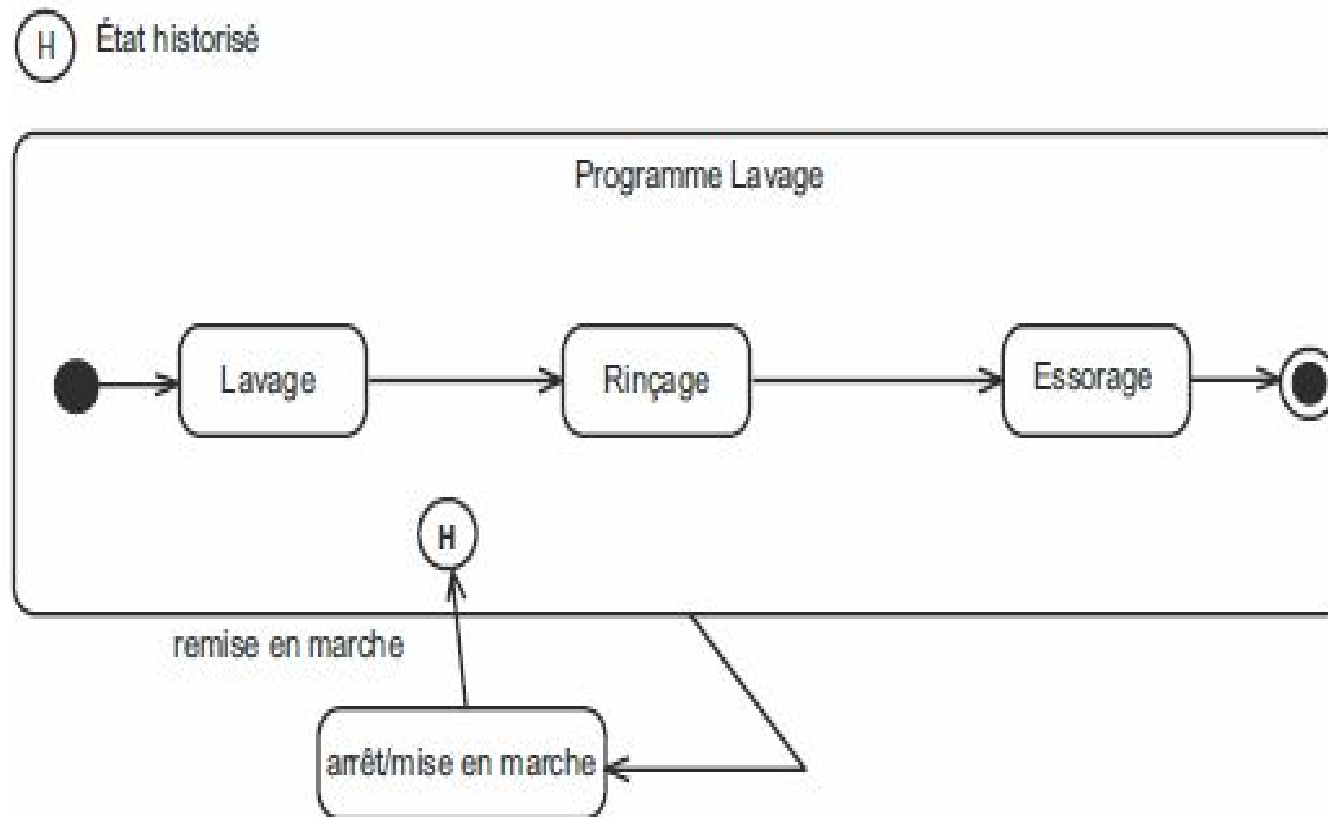 H État historisé
Programme Lavage
Lavage
Rinçage
Essorage
H
remise en marche
arrêt/mise en marche